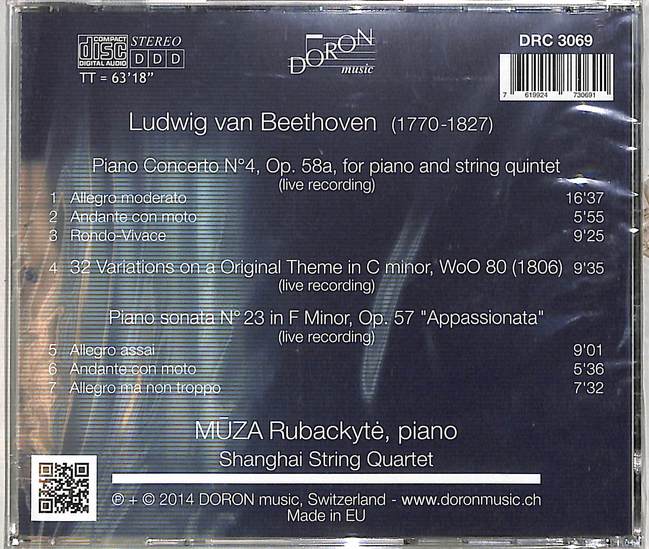 COMPACT
disc
DIGITAL AUDIO
STEREO
DDD
TT = 63'18"
DORON
music
DRC 3069
7 619924 730691
Ludwig van Beethoven (1770-1827)
Piano Concerto N°4, Op. 58a, for piano and string quintet
(live recording)
1 Allegro moderato 16'37
2 Andante con moto 5'55
3 Rondo-Vivace 9'25
4 32 Variations on a Original Theme in C minor, WoO 80 (1806) 9'35
(live recording)
Piano sonata N° 23 in F Minor, Op. 57 "Appassionata"
(live recording)
5 Allegro assai 9'01
6 Andante con moto 5'36
7 Allegro ma non troppo 7'32
MŪZA Rubackytė, piano
Shanghai String Quartet
℗ + © 2014 DORON music, Switzerland - www.doronmusic.ch
Made in EU